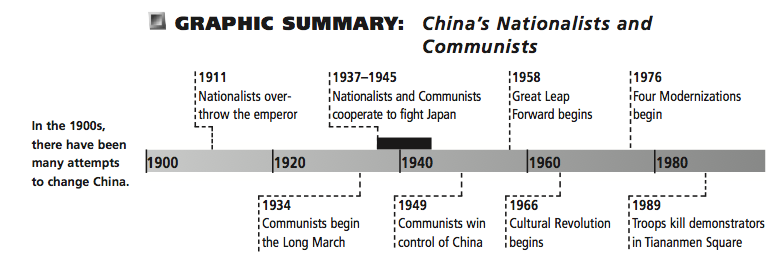 GRAPHIC SUMMARY: China's Nationalists and
Communists
In the 1900s,
there have been
many attempts
to change China.
1911
Nationalists over-
throw the emperor
1937–1945
Nationalists and Communists
cooperate to fight Japan
1958
Great Leap
Forward begins
1976
Four Modernizations
begin
1900
1920
1940
1960
1980
1934
Communists begin
the Long March
1949
Communists win
control of China
1966
Cultural Revolution
begins
1989
Troops kill demonstrators
in Tiananmen Square